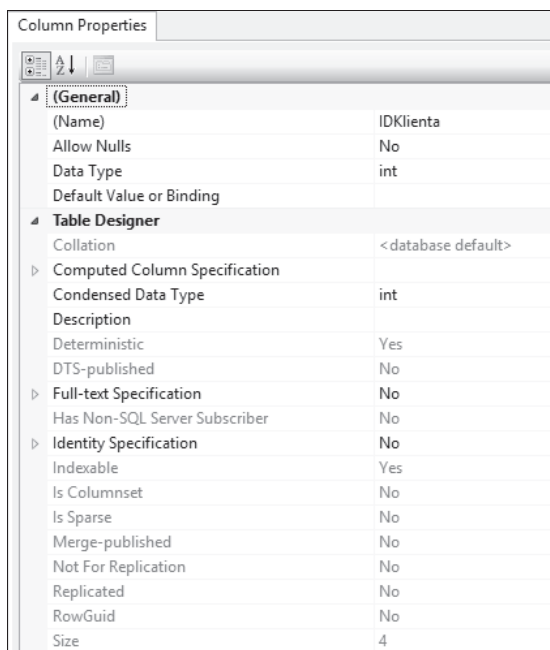 Column Properties
(General)
(Name) IDKlienta
Allow Nulls No
Data Type int
Default Value or Binding
Table Designer
Collation <database default>
Computed Column Specification
Condensed Data Type int
Description
Deterministic Yes
DTS-published No
Full-text Specification No
Has Non-SQL Server Subscriber No
Identity Specification No
Indexable Yes
Is Columnset No
Is Sparse No
Merge-published No
Not For Replication No
Replicated No
RowGuid No
Size 4